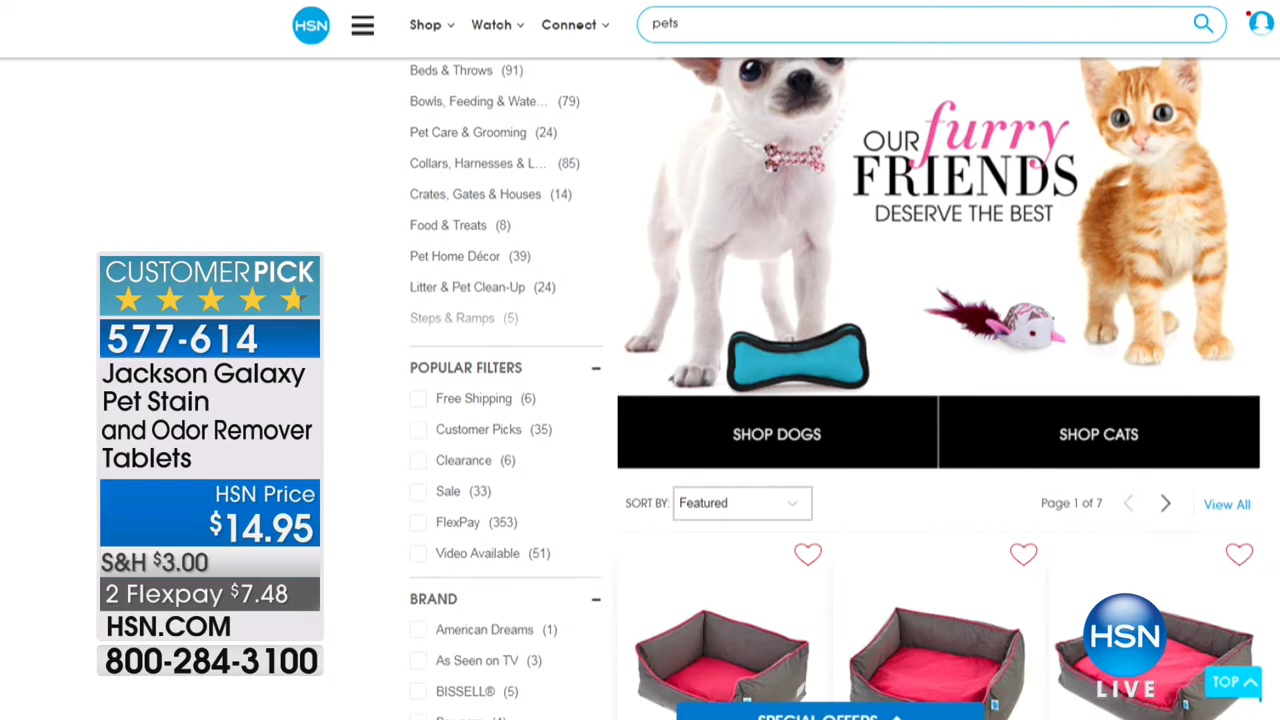 HSN
Shop
Watch
Connect
pets
Beds & Throws (91)
Bowls, Feeding & Wate... (79)
Pet Care & Grooming (24)
Collars, Harnesses & L... (85)
Crates, Gates & Houses (14)
Food & Treats (8)
Pet Home Décor (39)
Litter & Pet Clean-Up (24)
Steps & Ramps (5)
POPULAR FILTERS
Free Shipping (6)
Customer Picks (35)
Clearance (6)
Sale (33)
FlexPay (353)
Video Available (51)
BRAND
American Dreams (1)
As Seen on TV (3)
BISSELL® (5)
OUR furry
FRIENDS
DESERVE THE BEST
SHOP DOGS
SHOP CATS
SORT BY: Featured
Page 1 of 7
View All
CUSTOMER PICK
577-614
Jackson Galaxy
Pet Stain
and Odor Remover
Tablets
HSN Price
$14.95
S&H $3.00
2 Flexpay $7.48
HSN.COM
800-284-3100
HSN
LIVE
TOP
SPECIAL OFFERS